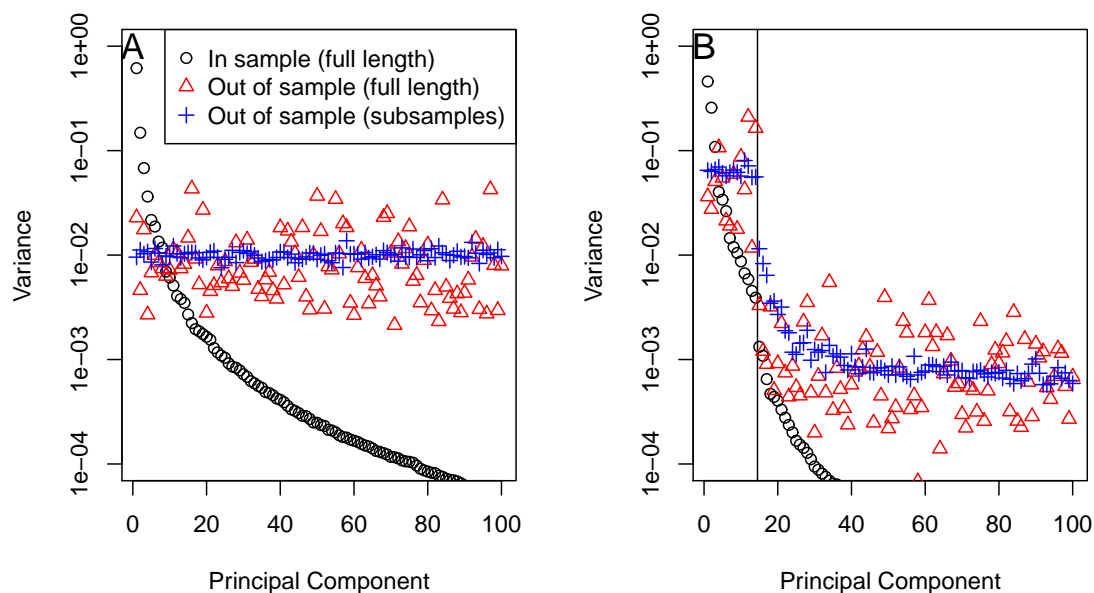 A
In sample (full length)
Out of sample (full length)
Out of sample (subsamples)
1e+00
1e-01
1e-02
1e-03
1e-04
Variance
0 20 40 60 80 100
Principal Component
B
1e+00
1e-01
1e-02
1e-03
1e-04
Variance
0 20 40 60 80 100
Principal Component